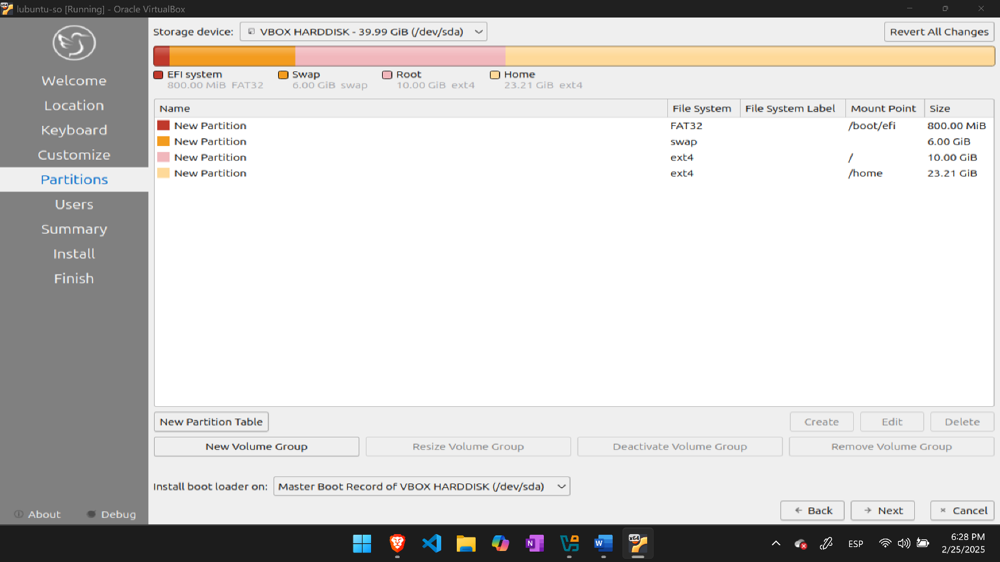 lubuntu-so [Running] - Oracle VirtualBox
Storage device: VBOX HARDDISK - 39.99 GiB (/dev/sda) Revert All Changes
EFI system Swap Root Home
800.00 MiB FAT32 6.00 GiB swap 10.00 GiB ext4 23.21 GiB ext4
Welcome
Location
Keyboard
Customize
Partitions
Users
Summary
Install
Finish
About Debug
Name File System File System Label Mount Point Size
New Partition FAT32 /boot/efi 800.00 MiB
New Partition swap 6.00 GiB
New Partition ext4 / 10.00 GiB
New Partition ext4 /home 23.21 GiB
New Partition Table Create Edit Delete
New Volume Group Resize Volume Group Deactivate Volume Group Remove Volume Group
Install boot loader on: Master Boot Record of VBOX HARDDISK (/dev/sda)
Back Next Cancel
x64
ESP
6:28 PM
2/25/2025